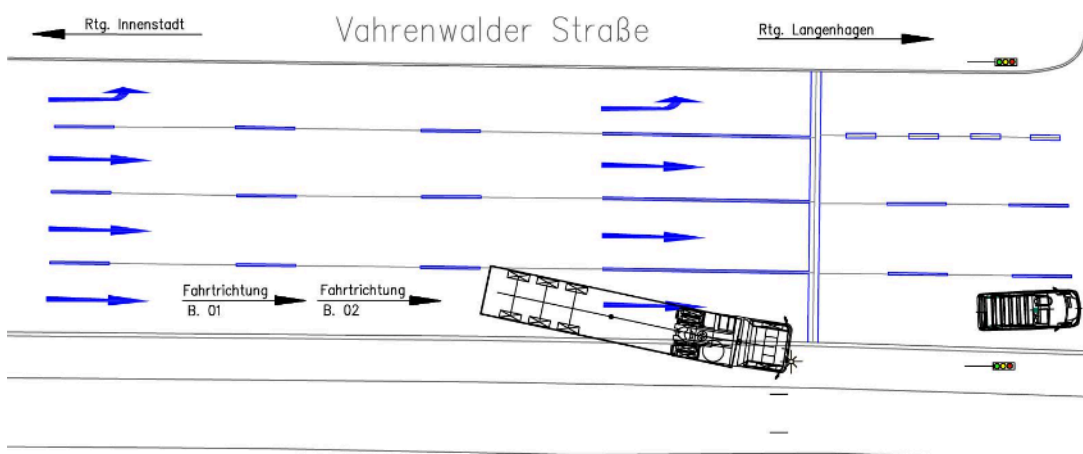 Rtg. Innenstadt
Vahrenwalder Straße
Rtg. Langenhagen
Fahrtrichtung
B. 01
Fahrtrichtung
B. 02